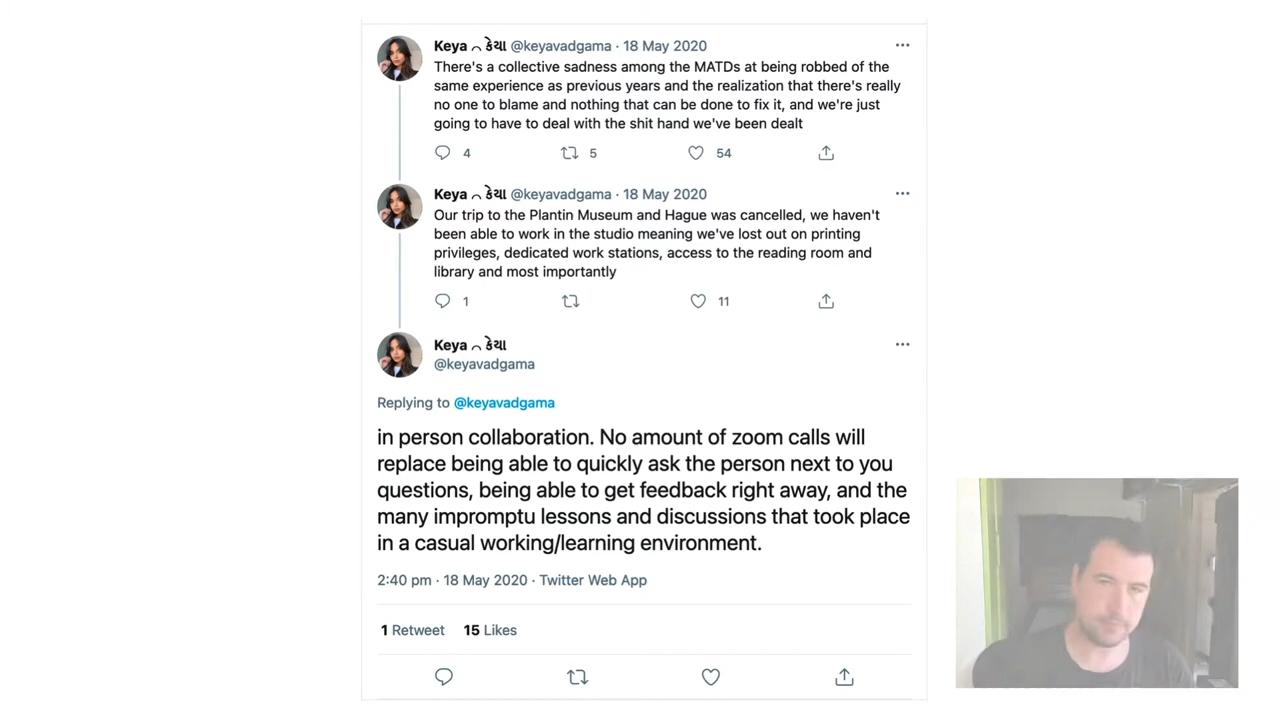 Keya ⌒ કેયા @keyavadgama · 18 May 2020
There's a collective sadness among the MATDs at being robbed of the
same experience as previous years and the realization that there's really
no one to blame and nothing that can be done to fix it, and we're just
going to have to deal with the shit hand we've been dealt
4 5 54
Keya ⌒ કેયા @keyavadgama · 18 May 2020
Our trip to the Plantin Museum and Hague was cancelled, we haven't
been able to work in the studio meaning we've lost out on printing
privileges, dedicated work stations, access to the reading room and
library and most importantly
1 11
Keya ⌒ કેયા
@keyavadgama
Replying to @keyavadgama
in person collaboration. No amount of zoom calls will
replace being able to quickly ask the person next to you
questions, being able to get feedback right away, and the
many impromptu lessons and discussions that took place
in a casual working/learning environment.
2:40 pm · 18 May 2020 · Twitter Web App
1 Retweet 15 Likes